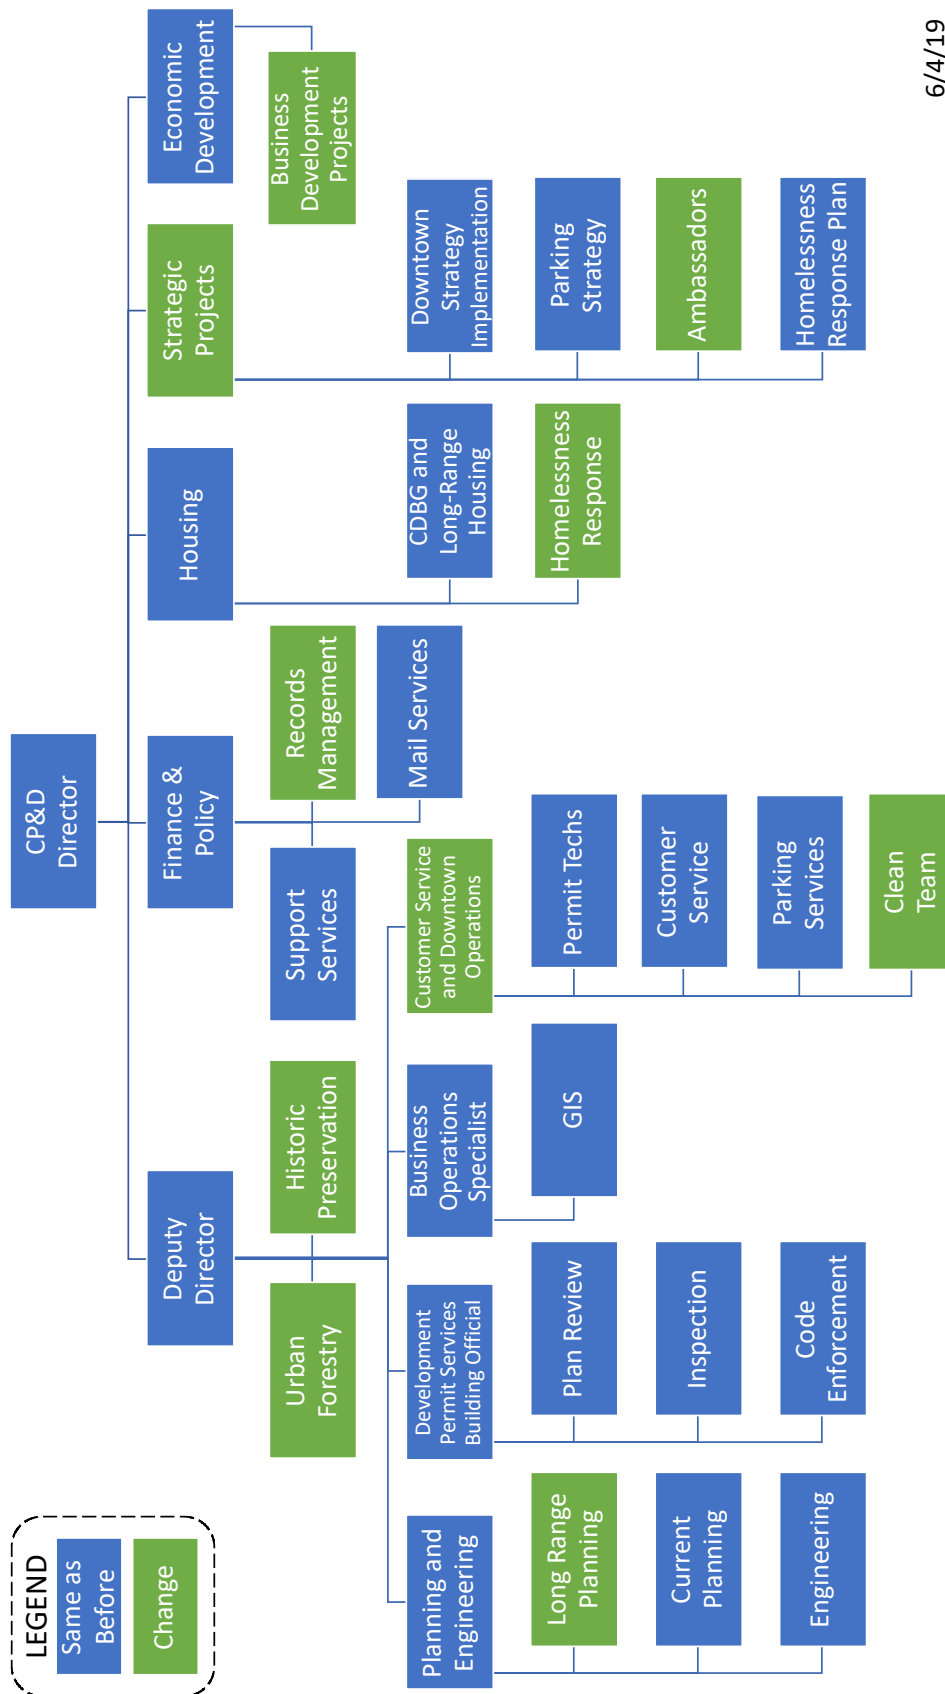 LEGEND
Same as
Before
Change
CP&D
Director
Deputy
Director
Finance &
Policy
Housing
Strategic
Projects
Economic
Development
Urban
Forestry
Historic
Preservation
Support
Services
Records
Management
Mail Services
Business
Development
Projects
Planning and
Engineering
Development
Permit Services
Building Official
Business
Operations
Specialist
Customer Service
and Downtown
Operations
CDBG and
Long-Range
Housing
Homelessness
Response
Downtown
Strategy
Implementation
Parking
Strategy
Ambassadors
Homelessness
Response Plan
Long Range
Planning
Current
Planning
Engineering
Plan Review
Inspection
Code
Enforcement
GIS
Permit Techs
Customer
Service
Parking
Services
Clean
Team
6/4/19